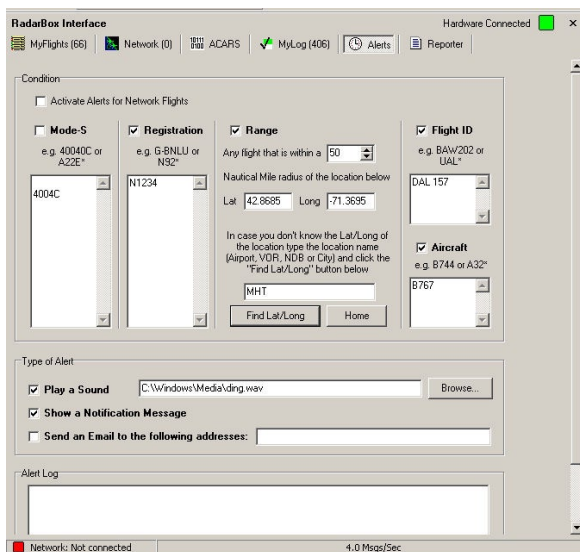 RadarBox Interface
Hardware Connected
MyFlights (66)
Network (0)
ACARS
MyLog (406)
Alerts
Reporter
Condition
Activate Alerts for Network Flights
Mode-S
e.g. 40040C or
A22E*
4004C
Registration
e.g. G-BNLU or
N92*
N1234
Range
Any flight that is within a 50
Nautical Mile radius of the location below
Lat 42.8685 Long -71.3695
In case you don't know the Lat/Long of
the location type the location name
(Airport, VOR, NDB or City) and click the
"Find Lat/Long" button below
MHT
Find Lat/Long
Home
Flight ID
e.g. BAW202 or
UAL*
DAL 157
Aircraft
e.g. B744 or A32*
B767
Type of Alert
Play a Sound
C:\Windows\Media\ding.wav
Browse...
Show a Notification Message
Send an Email to the following addresses:
Alert Log
Network: Not connected
4.0 Msgs/Sec